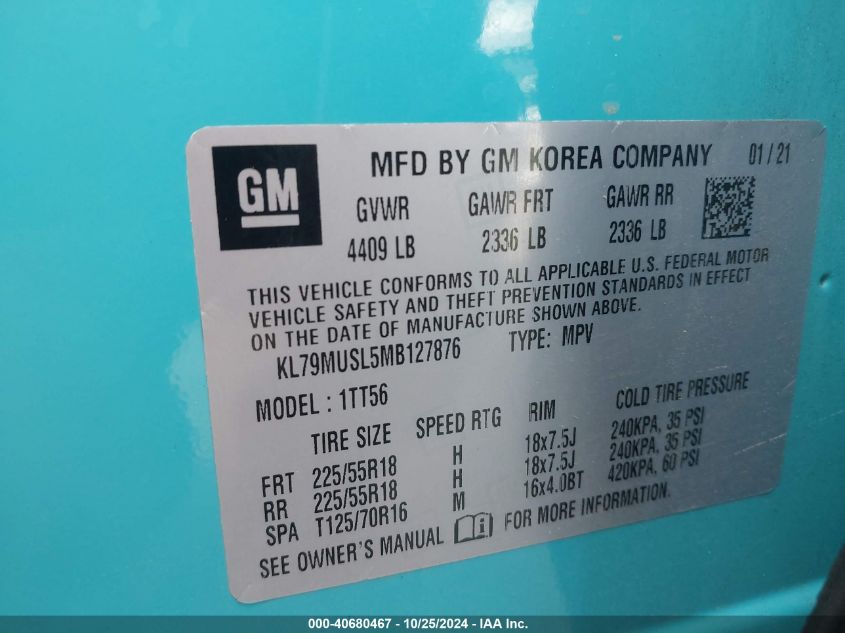 GM
MFD BY GM KOREA COMPANY 01/21
GVWR GAWR FRT GAWR RR
4409 LB 2336 LB 2336 LB
THIS VEHICLE CONFORMS TO ALL APPLICABLE U.S. FEDERAL MOTOR
VEHICLE SAFETY AND THEFT PREVENTION STANDARDS IN EFFECT
ON THE DATE OF MANUFACTURE SHOWN ABOVE.
KL79MUSL5MB127876 TYPE: MPV
MODEL : 1TT56
TIRE SIZE SPEED RTG RIM COLD TIRE PRESSURE
FRT 225/55R18 H 18x7.5J 240KPA, 35 PSI
RR 225/55R18 H 18x7.5J 240KPA, 35 PSI
SPA T125/70R16 M 16x4.0BT 420KPA, 60 PSI
SEE OWNER'S MANUAL FOR MORE INFORMATION.
000-40680467 - 10/25/2024 - IAA Inc.